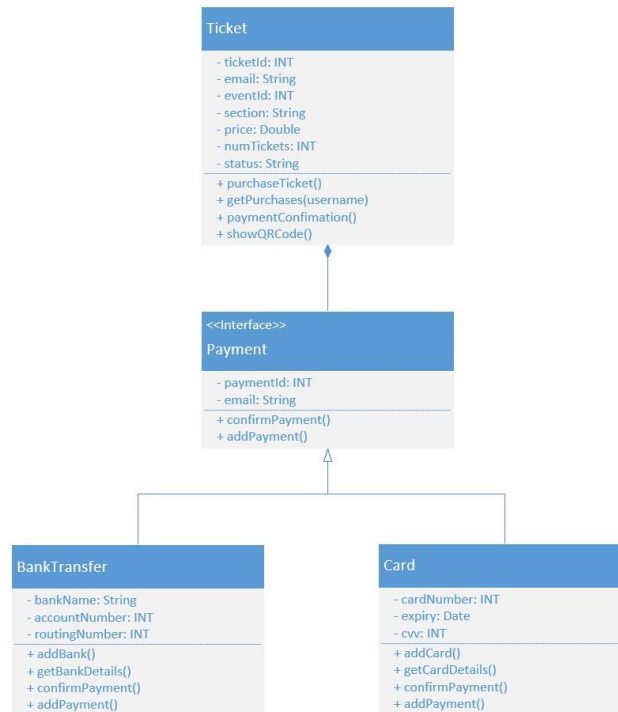 Ticket
- ticketId: INT
- email: String
- eventId: INT
- section: String
- price: Double
- numTickets: INT
- status: String
+ purchaseTicket()
+ getPurchases(username)
+ paymentConfimation()
+ showQRCode()
<<Interface>>
Payment
- paymentId: INT
- email: String
+ confirmPayment()
+ addPayment()
BankTransfer
- bankName: String
- accountNumber: INT
- routingNumber: INT
+ addBank()
+ getBankDetails()
+ confirmPayment()
+ addPayment()
Card
- cardNumber: INT
- expiry: Date
- cvv: INT
+ addCard()
+ getCardDetails()
+ confirmPayment()
+ addPayment()